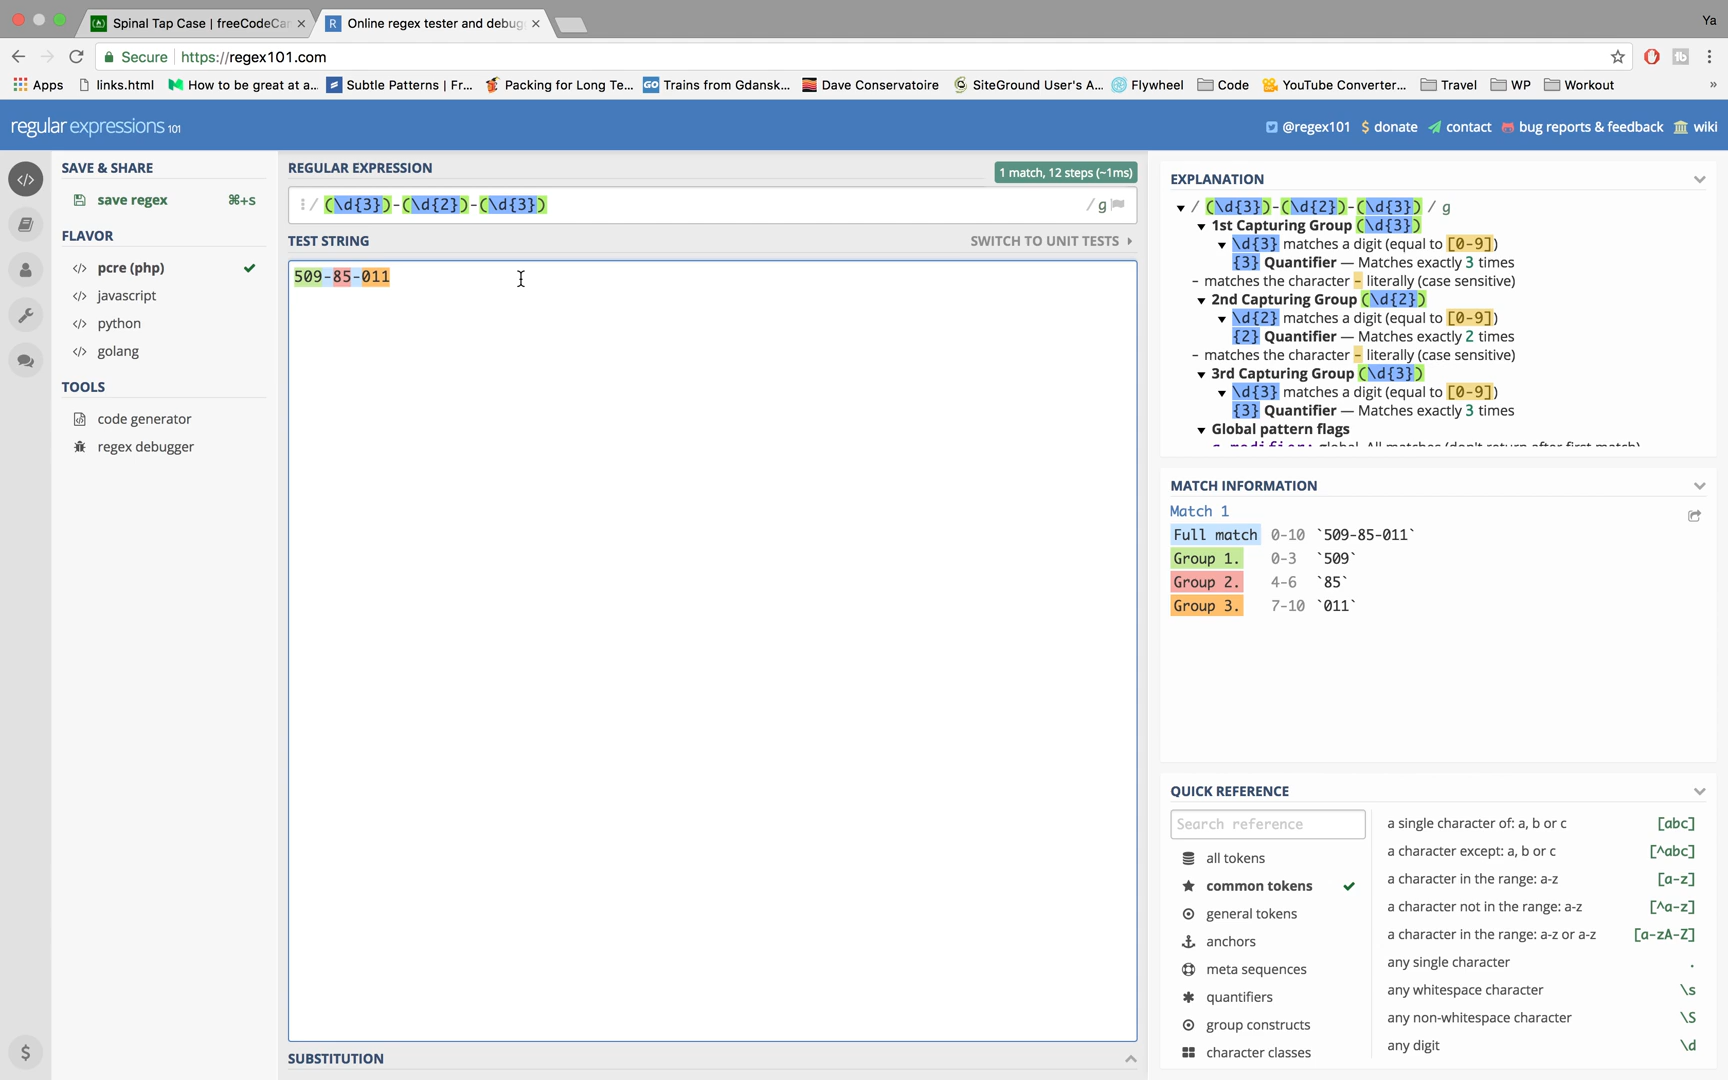 Spinal Tap Case | freeCodeCa
Online regex tester and debug
Ya
Secure | https://regex101.com
Apps links.html How to be great at a... Subtle Patterns | Fr... Packing for Long Te... Trains from Gdansk... Dave Conservatoire SiteGround User's A... Flywheel Code YouTube Converter... Travel WP Workout »
regular expressions 101
@regex101 $ donate contact bug reports & feedback wiki
SAVE & SHARE
save regex ⌘+s
FLAVOR
</> pcre (php)
</> javascript
</> python
</> golang
TOOLS
code generator
regex debugger
$
REGULAR EXPRESSION
1 match, 12 steps (~1ms)
/ (\d{3})-(\d{2})-(\d{3}) / g
TEST STRING
SWITCH TO UNIT TESTS
509-85-011
SUBSTITUTION
EXPLANATION
/ (\d{3})-(\d{2})-(\d{3}) / g
1st Capturing Group (\d{3})
\d{3} matches a digit (equal to [0-9])
{3} Quantifier — Matches exactly 3 times
- matches the character - literally (case sensitive)
2nd Capturing Group (\d{2})
\d{2} matches a digit (equal to [0-9])
{2} Quantifier — Matches exactly 2 times
- matches the character - literally (case sensitive)
3rd Capturing Group (\d{3})
\d{3} matches a digit (equal to [0-9])
{3} Quantifier — Matches exactly 3 times
Global pattern flags
g modifier: global. All matches (don't return after first match)
MATCH INFORMATION
Match 1
Full match 0-10 `509-85-011`
Group 1. 0-3 `509`
Group 2. 4-6 `85`
Group 3. 7-10 `011`
QUICK REFERENCE
Search reference
all tokens
common tokens
general tokens
anchors
meta sequences
quantifiers
group constructs
character classes
a single character of: a, b or c [abc]
a character except: a, b or c [^abc]
a character in the range: a-z [a-z]
a character not in the range: a-z [^a-z]
a character in the range: a-z or a-z [a-zA-Z]
any single character .
any whitespace character \s
any non-whitespace character \S
any digit \d